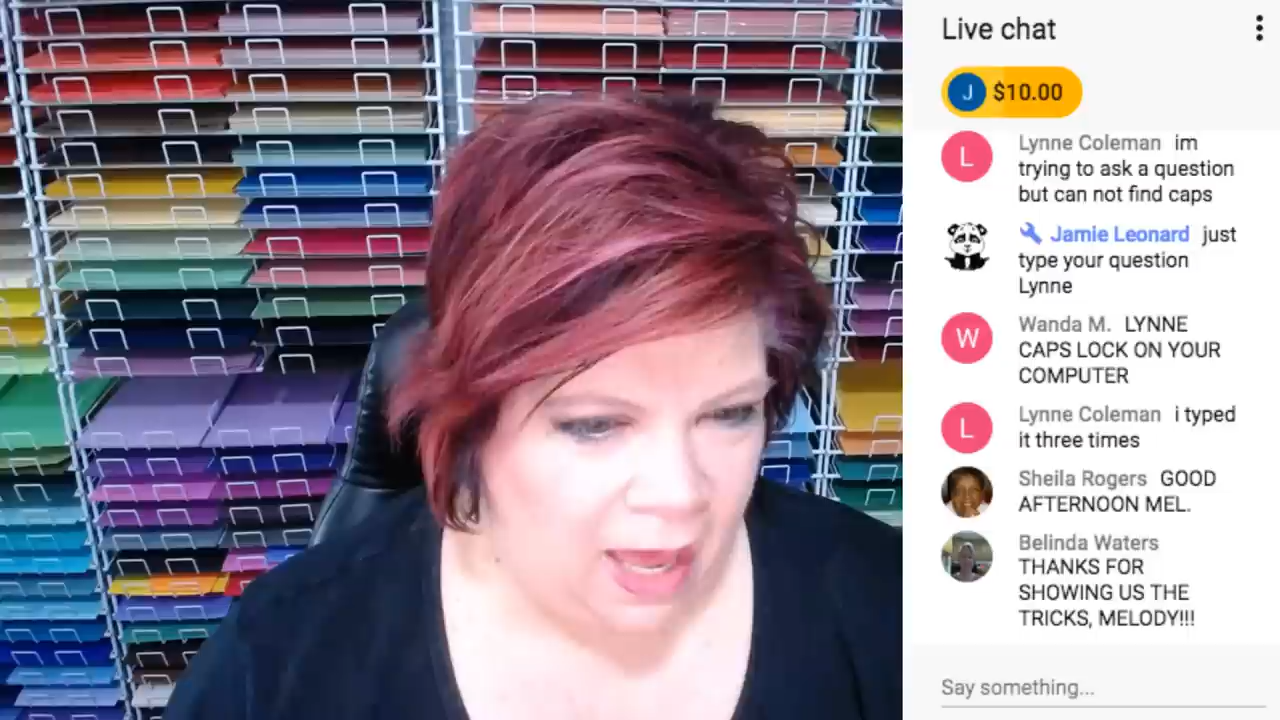 Live chat
J $10.00
L Lynne Coleman im
trying to ask a question
but can not find caps
Jamie Leonard just
type your question
Lynne
W Wanda M. LYNNE
CAPS LOCK ON YOUR
COMPUTER
L Lynne Coleman i typed
it three times
Sheila Rogers GOOD
AFTERNOON MEL.
Belinda Waters
THANKS FOR
SHOWING US THE
TRICKS, MELODY!!!
Say something...